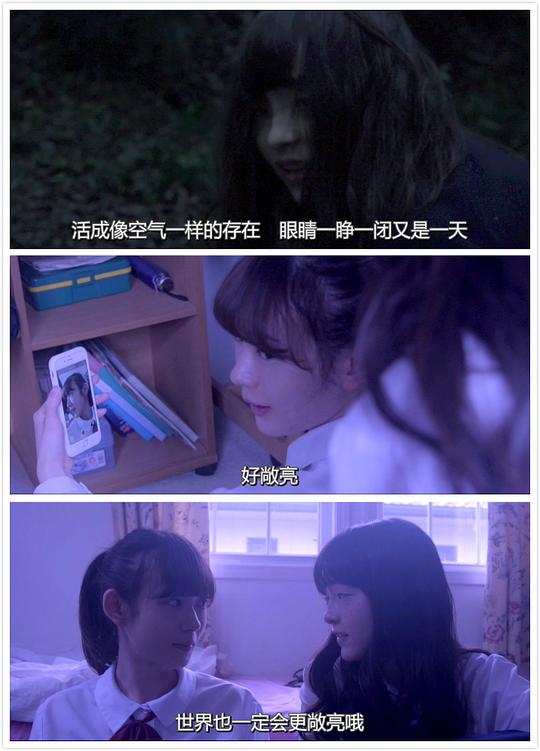 活成像空气一样的存在　眼睛一睁一闭又是一天
好敞亮
世界也一定会更敞亮哦